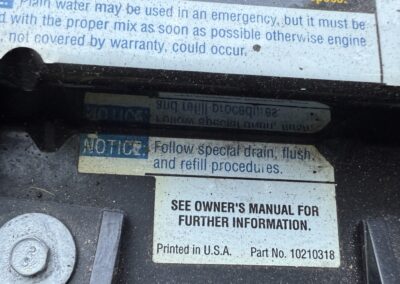 Plain water may be used in an emergency, but it must be
d with the proper mix as soon as possible otherwise engine
, not covered by warranty, could occur.
NOTICE: Follow special drain, flush,
and refill procedures.
SEE OWNER'S MANUAL FOR
FURTHER INFORMATION.
Printed in U.S.A. Part No. 10210318